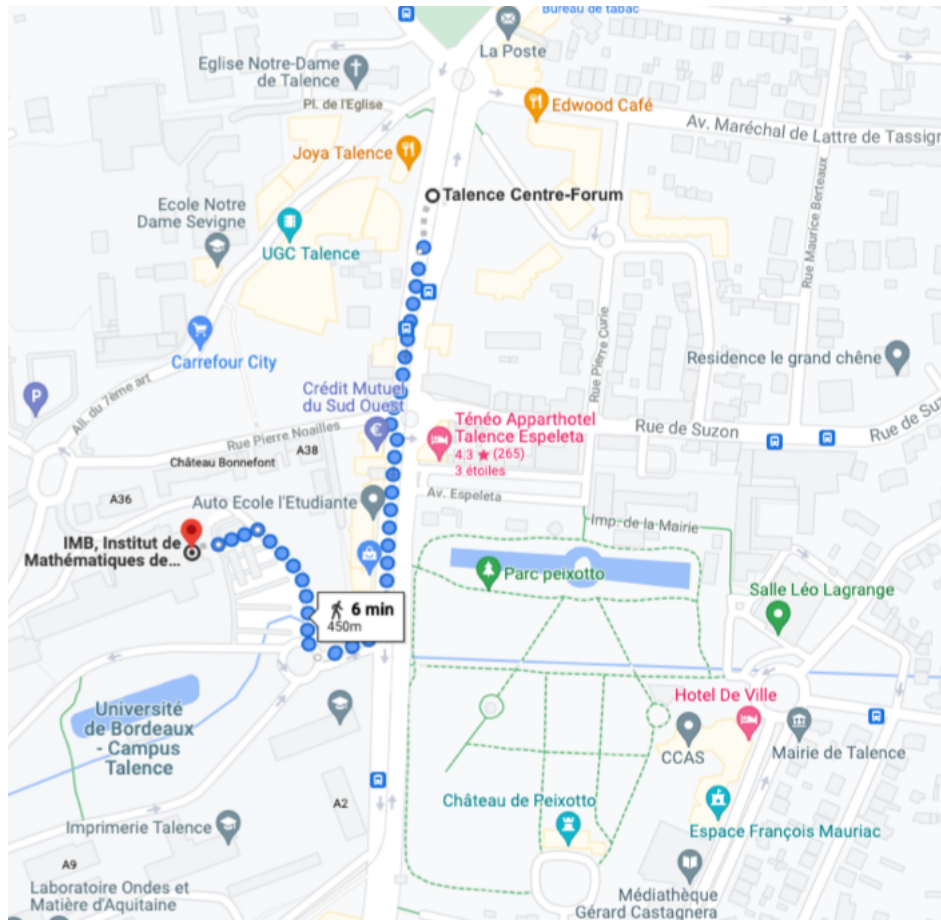 Bureau de tabac
La Poste
Eglise Notre-Dame
de Talence
Pl. de l'Eglise
Edwood Café
Av. Maréchal de Lattre de Tassign
Joya Talence
Talence Centre-Forum
Ecole Notre
Dame Sevigne
UGC Talence
Rue Maurice Berteaux
Carrefour City
Rue Pierre Curie
Residence le grand chêne
P
All. du 7ème art
Crédit Mutuel
du Sud Ouest
Rue Pierre Noailles
A38
Château Bonnefont
Ténéo Apparthotel
Talence Espeleta
4.3 ★ (265)
3 étoiles
Rue de Suzon
Rue de Suz
A36
Auto Ecole l'Etudiante
Av. Espeleta
Imp. de la Mairie
IMB, Institut de
Mathématiques de...
Parc peixotto
Salle Léo Lagrange
6 min
450m
Université
de Bordeaux
- Campus
Talence
Hotel De Ville
CCAS
Mairie de Talence
A2
Château de Peixotto
Imprimerie Talence
Espace François Mauriac
A9
Laboratoire Ondes et
Matière d'Aquitaine
Médiathèque
Gérard Castagnera